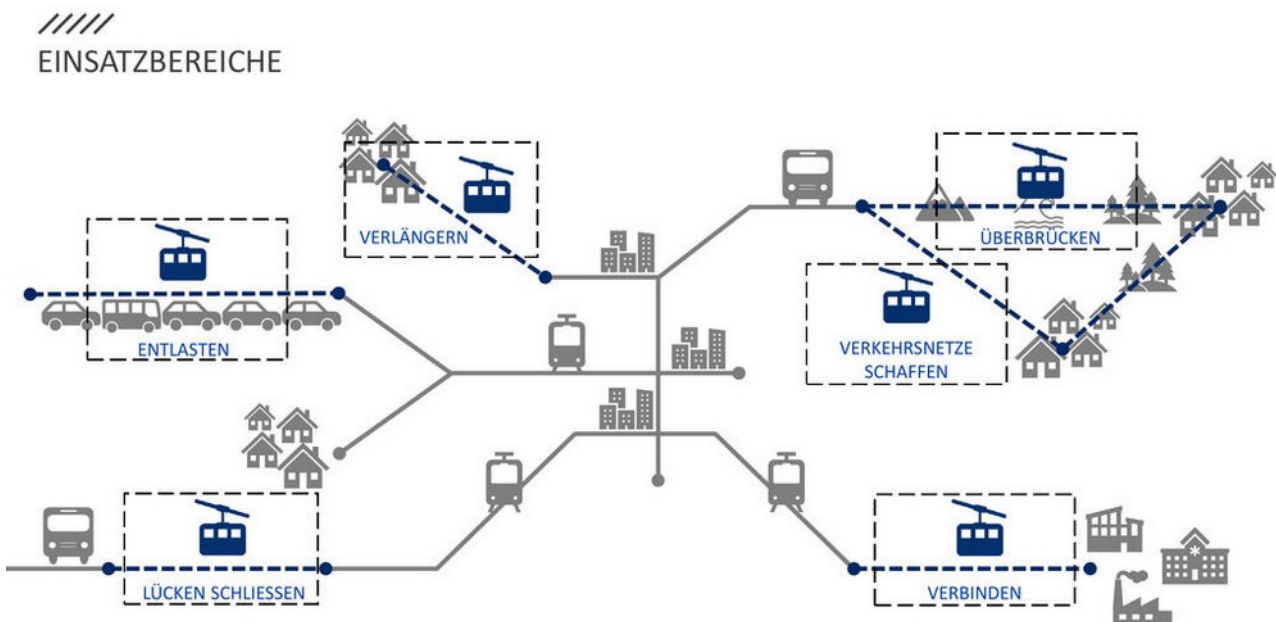 EINSATZBEREICHE
VERLÄNGERN
ÜBERBRÜCKEN
ENTLASTEN
VERKEHRSNETZE
SCHAFFEN
LÜCKEN SCHLIESSEN
VERBINDEN